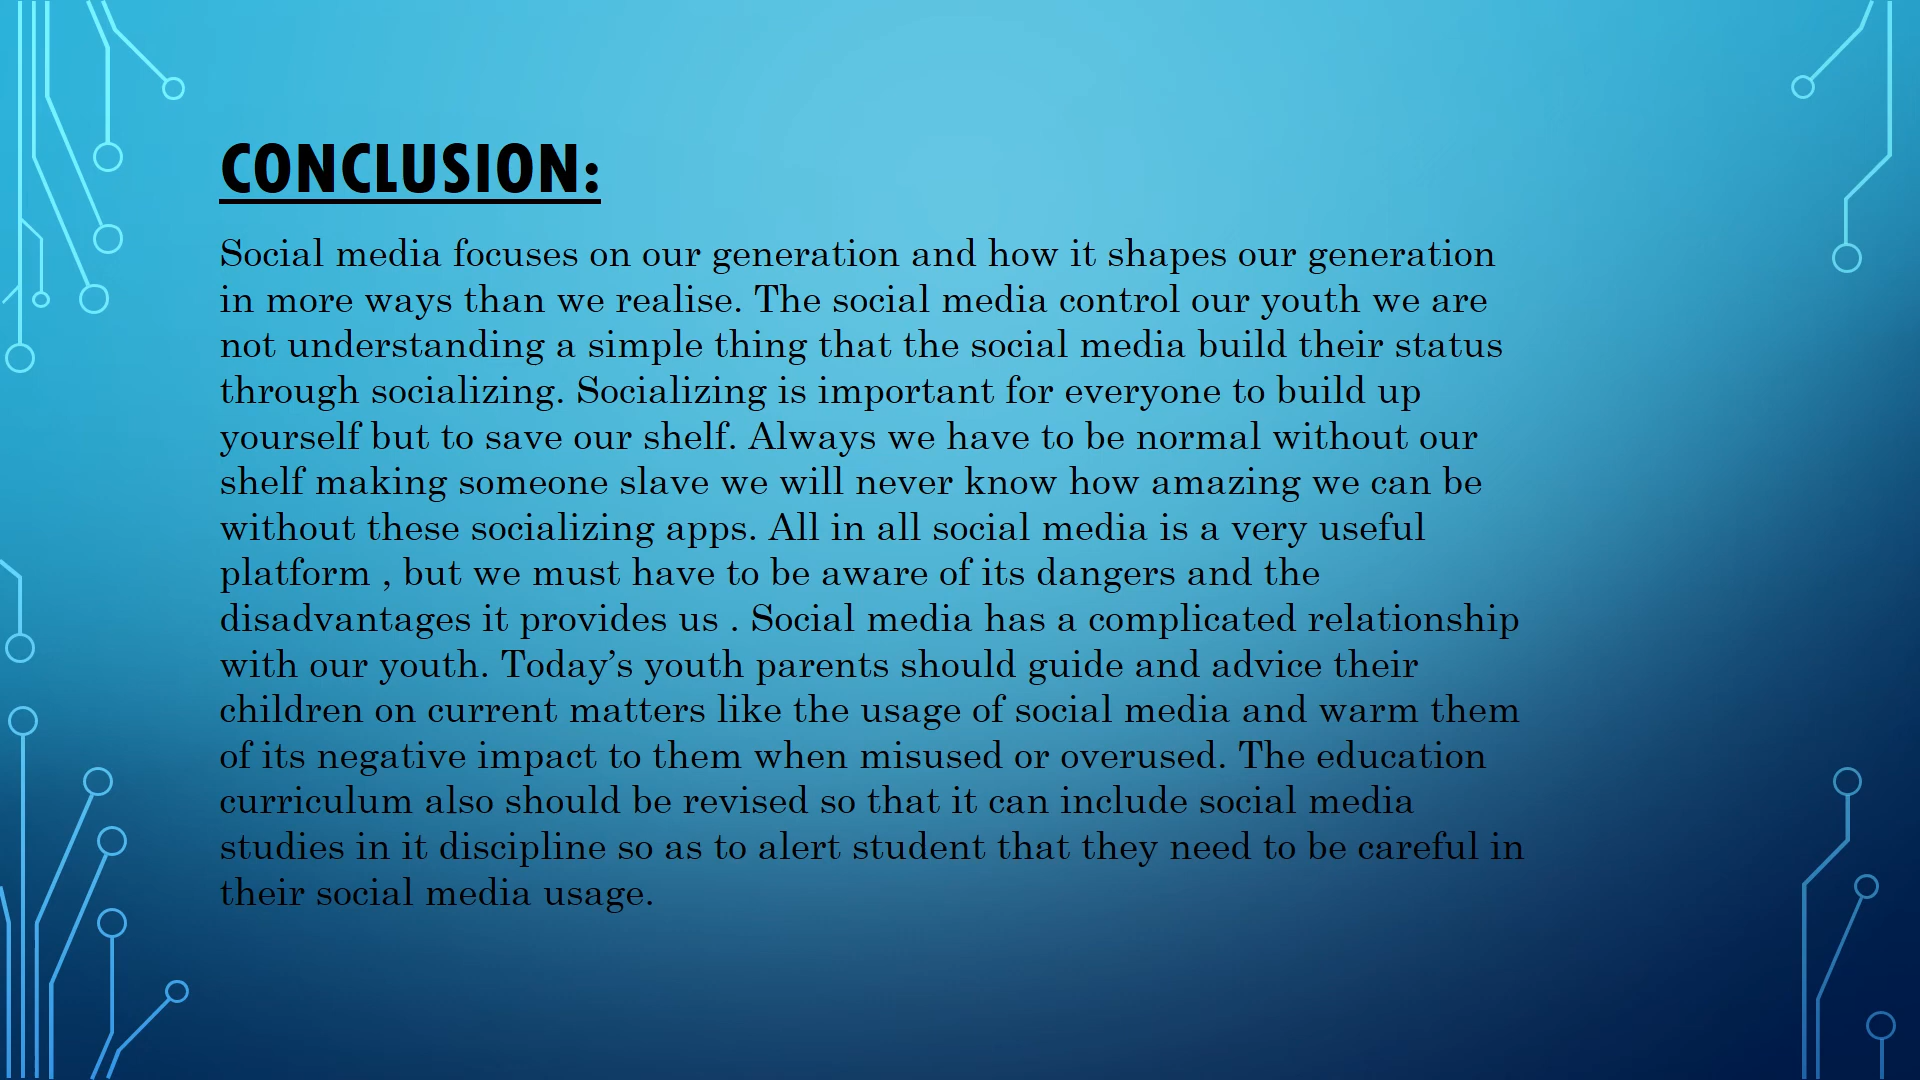 CONCLUSION:
Social media focuses on our generation and how it shapes our generation
in more ways than we realise. The social media control our youth we are
not understanding a simple thing that the social media build their status
through socializing. Socializing is important for everyone to build up
yourself but to save our shelf. Always we have to be normal without our
shelf making someone slave we will never know how amazing we can be
without these socializing apps. All in all social media is a very useful
platform , but we must have to be aware of its dangers and the
disadvantages it provides us . Social media has a complicated relationship
with our youth. Today’s youth parents should guide and advice their
children on current matters like the usage of social media and warm them
of its negative impact to them when misused or overused. The education
curriculum also should be revised so that it can include social media
studies in it discipline so as to alert student that they need to be careful in
their social media usage.